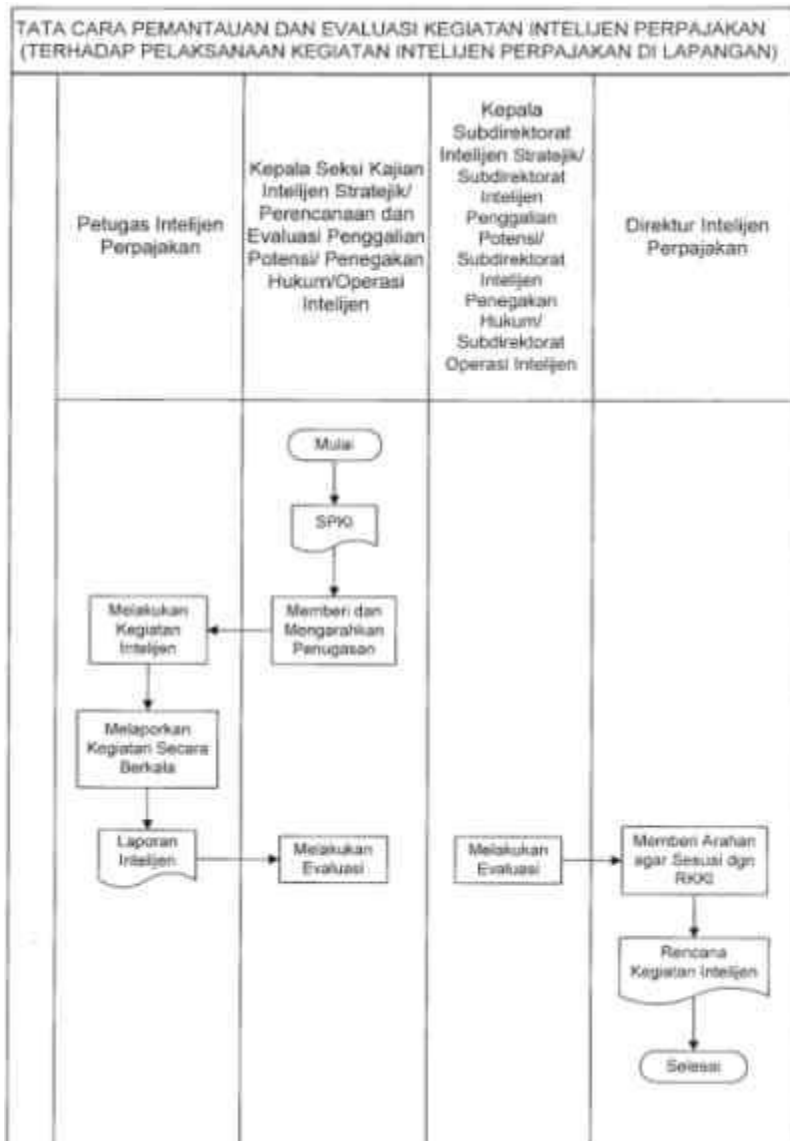 TATA CARA PEMANTAUAN DAN EVALUASI KEGIATAN INTELIJEN PERPAJAKAN
(TERHADAP PELAKSANAAN KEGIATAN INTELIJEN PERPAJAKAN DI LAPANGAN)
Petugas Intelijen
Perpajakan
Kepala Seksi Kajian
Intelijen Stratejik/
Perencanaan dan
Evaluasi Penggalian
Potensi/ Penegakan
Hukum/Operasi
Intelijen
Kepala
Subdirektorat
Intelijen Stratejik/
Subdirektorat
Intelijen
Penggalian
Potensi/
Subdirektorat
Intelijen
Penegakan
Hukum/
Subdirektorat
Operasi Intelijen
Direktur Intelijen
Perpajakan
Mulai
SPKI
Memberi dan
Mengarahkan
Penugasan
Melakukan
Kegiatan
Intelijen
Melaporkan
Kegiatan Secara
Berkala
Laporan
Intelijen
Melakukan
Evaluasi
Melakukan
Evaluasi
Memberi Arahan
agar Sesuai dgn
RKKI
Rencana
Kegiatan Intelijen
Selesai